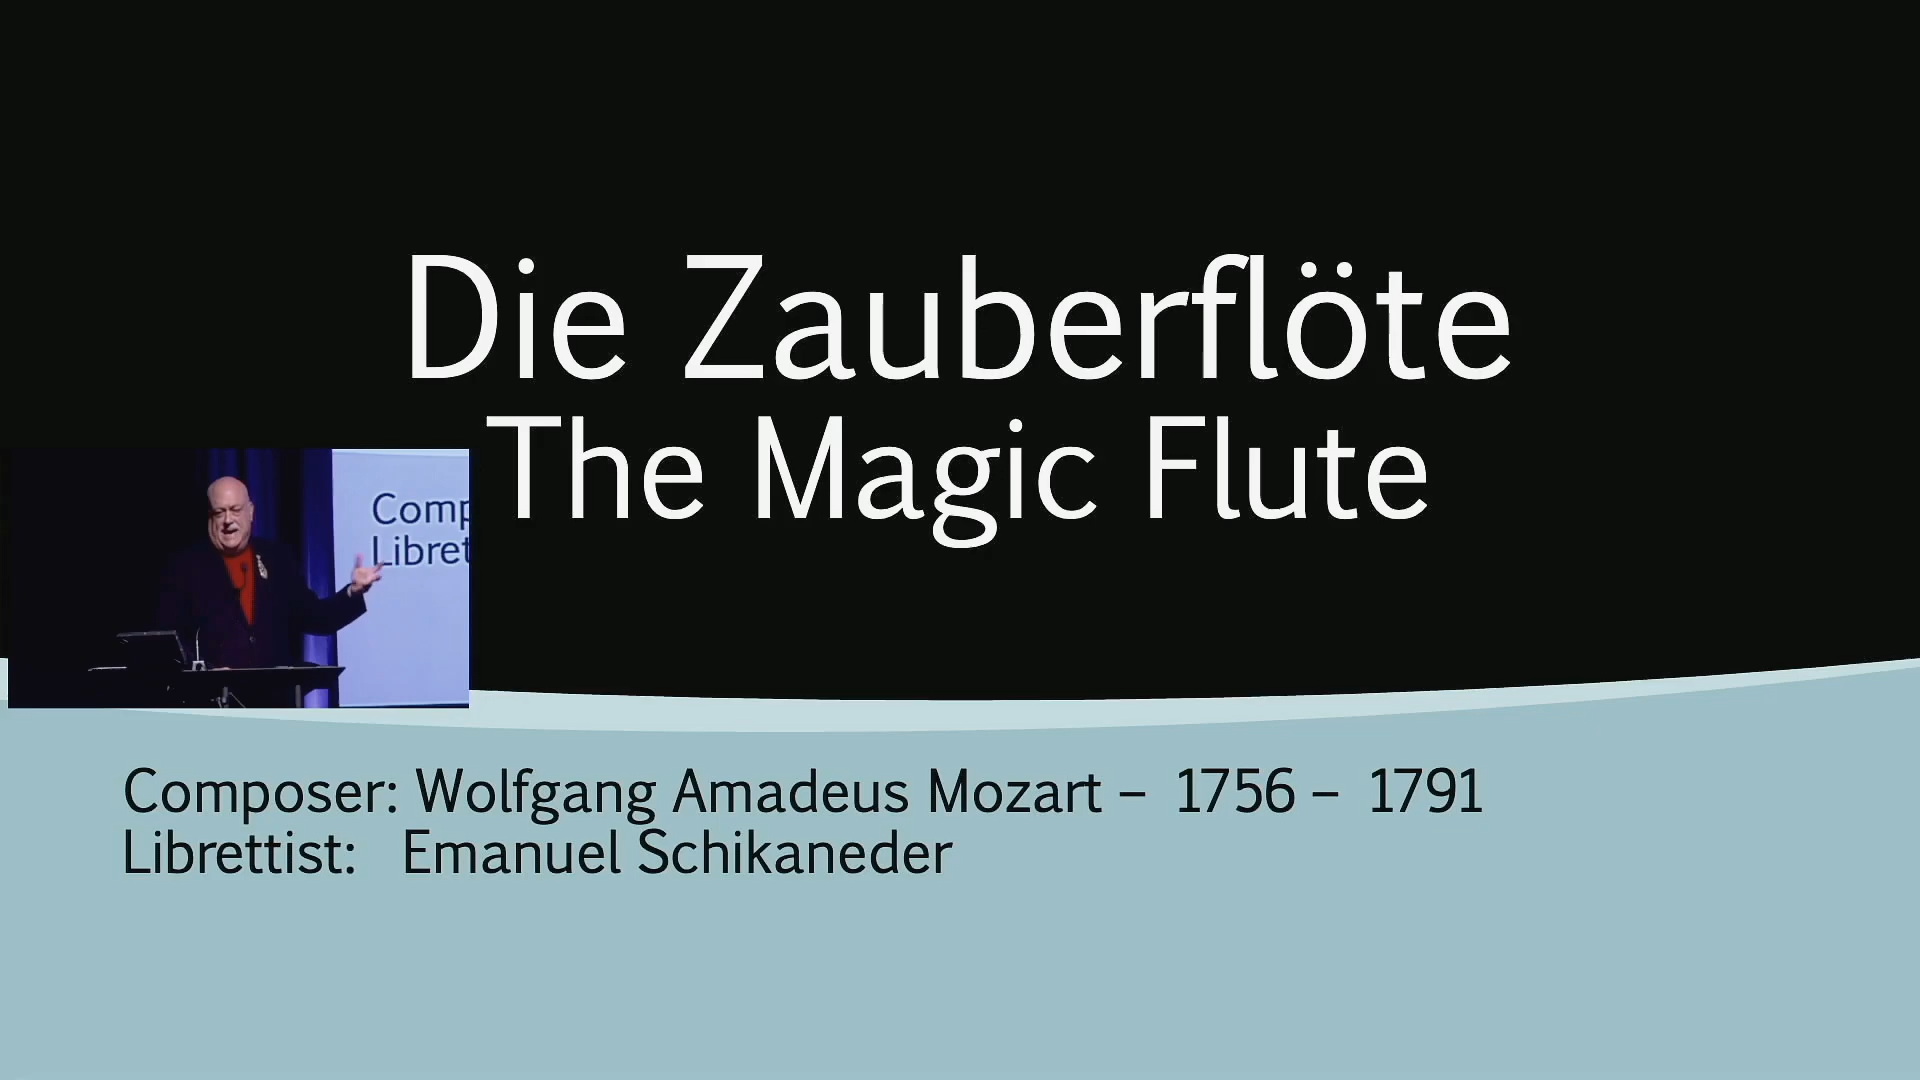 Die Zauberflöte
The Magic Flute
Comp
Libret
Composer: Wolfgang Amadeus Mozart – 1756 – 1791
Librettist: Emanuel Schikaneder